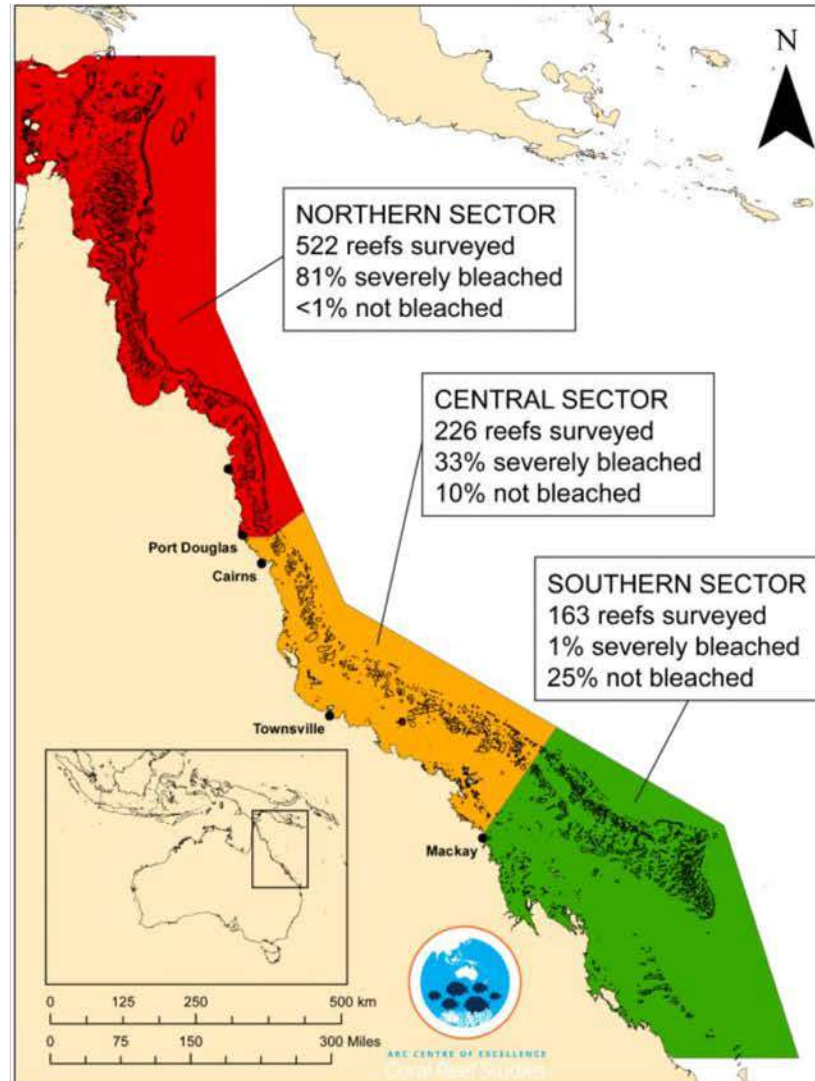 N
NORTHERN SECTOR
522 reefs surveyed
81% severely bleached
<1% not bleached
CENTRAL SECTOR
226 reefs surveyed
33% severely bleached
10% not bleached
Port Douglas
Cairns
SOUTHERN SECTOR
163 reefs surveyed
1% severely bleached
25% not bleached
Townsville
Mackay
0 125 250 500 km
0 75 150 300 Miles
ARC CENTRE OF EXCELLENCE
Coral Reef Studies